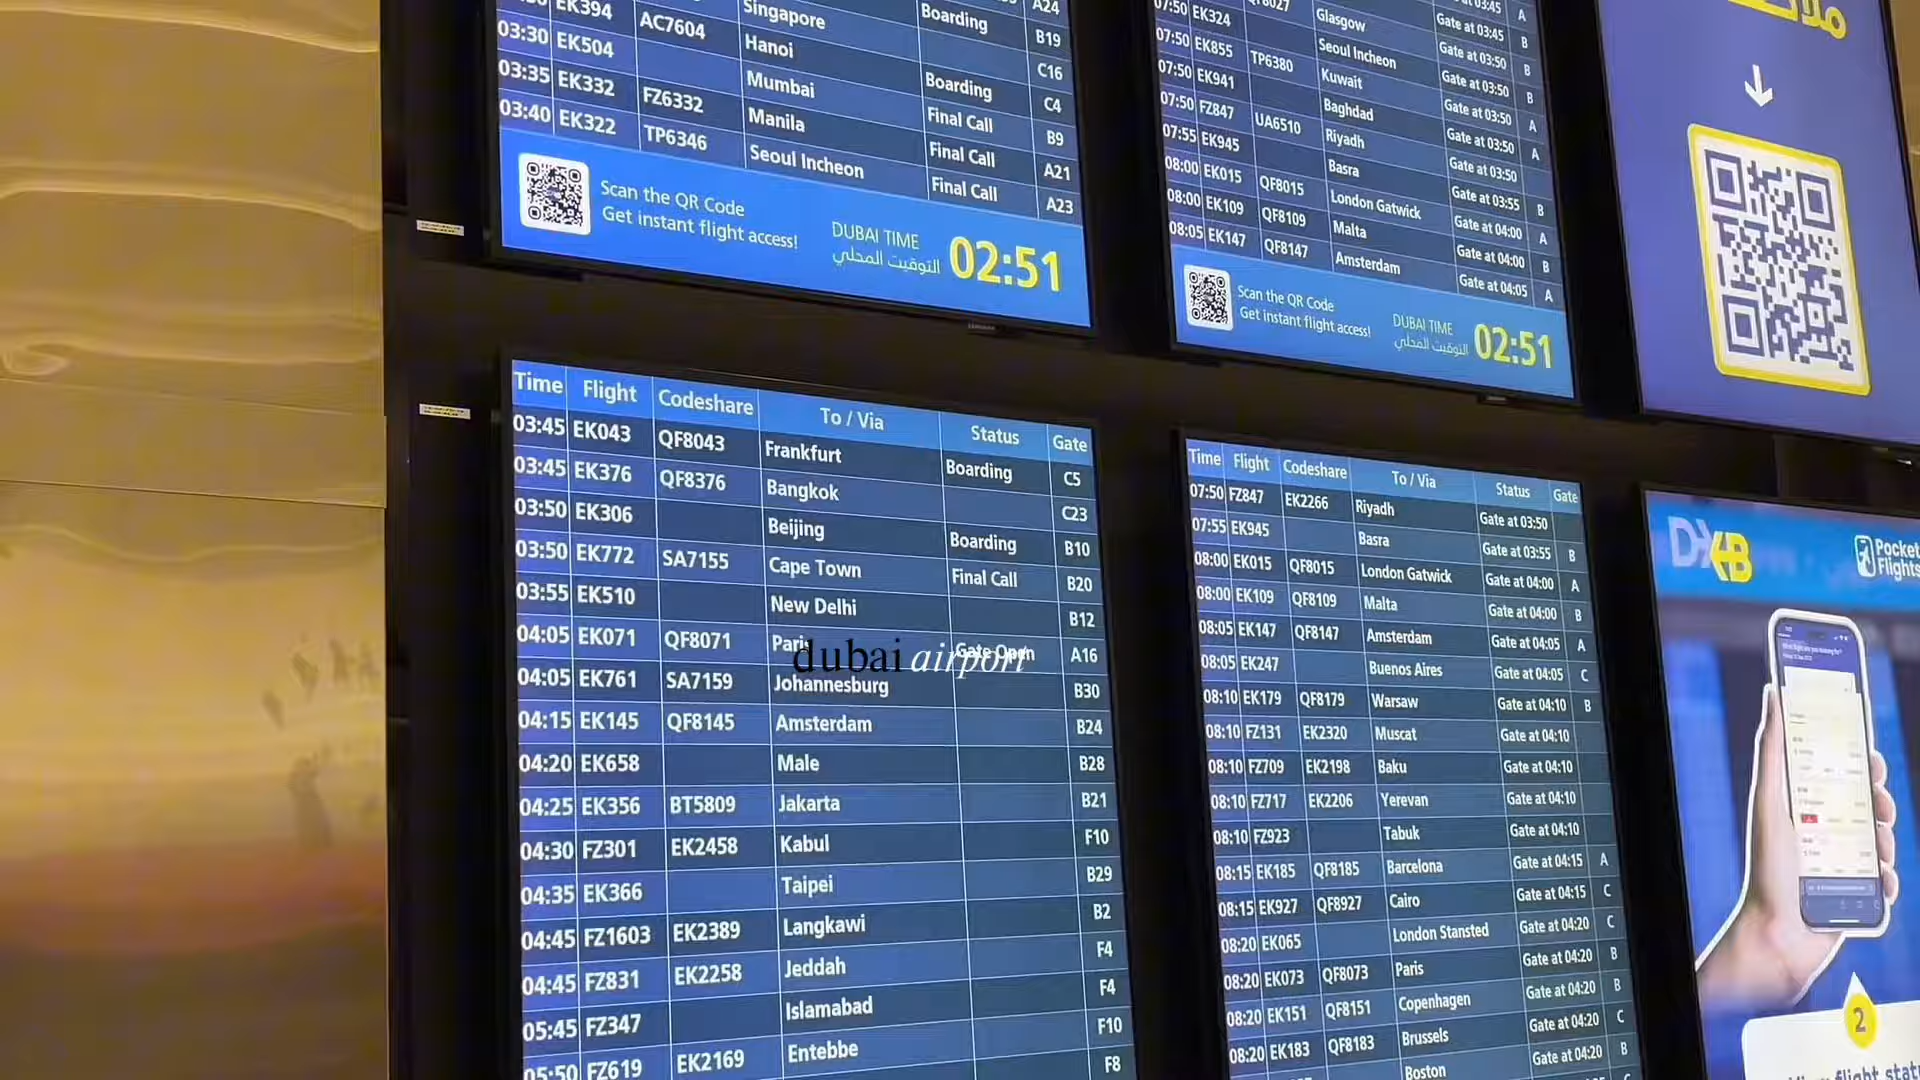 A24
EK394 AC7604 Singapore Boarding B19
03:30 EK504 Hanoi C16
03:35 EK332 FZ6332 Mumbai Boarding C4
03:40 EK322 TP6346 Manila Final Call B9
Seoul Incheon Final Call A21
Final Call A23
Scan the QR Code
Get instant flight access!
DUBAI TIME
التوقيت المحلي
02:51
at 03:45 A
Gate at 03:45 B
07:50 EK324 Glasgow Gate at 03:50 B
07:50 EK855 TP6380 Seoul Incheon Gate at 03:50 B
07:50 EK941 Kuwait Gate at 03:50 A
07:50 FZ847 UA6510 Baghdad Gate at 03:50 A
07:55 EK945 Riyadh Gate at 03:50
08:00 EK015 QF8015 Basra Gate at 03:55 B
08:00 EK109 QF8109 London Gatwick Gate at 04:00 A
08:05 EK147 QF8147 Malta Gate at 04:00 B
Amsterdam Gate at 04:05 A
Scan the QR Code
Get instant flight access!
DUBAI TIME
التوقيت المحلي
02:51
Time Flight Codeshare To / Via Status Gate
03:45 EK043 QF8043 Frankfurt Boarding C5
03:45 EK376 QF8376 Bangkok C23
03:50 EK306 Beijing Boarding B10
03:50 EK772 SA7155 Cape Town Final Call B20
03:55 EK510 New Delhi B12
04:05 EK071 QF8071 Paris Gate Open A16
04:05 EK761 SA7159 Johannesburg B30
04:15 EK145 QF8145 Amsterdam B24
04:20 EK658 Male B28
04:25 EK356 BT5809 Jakarta B21
04:30 FZ301 EK2458 Kabul F10
04:35 EK366 Taipei B29
04:45 FZ1603 EK2389 Langkawi B2
04:45 FZ831 EK2258 Jeddah F4
05:45 FZ347 Islamabad F4
05:50 FZ619 EK2169 Entebbe F10
F8
dubai airport
Time Flight Codeshare To / Via Status Gate
07:50 FZ847 EK2266 Riyadh Gate at 03:50
07:55 EK945 Basra Gate at 03:55 B
08:00 EK015 QF8015 London Gatwick Gate at 04:00 A
08:00 EK109 QF8109 Malta Gate at 04:00 B
08:05 EK147 QF8147 Amsterdam Gate at 04:05 A
08:05 EK247 Buenos Aires Gate at 04:05 C
08:10 EK179 QF8179 Warsaw Gate at 04:10 B
08:10 FZ131 EK2320 Muscat Gate at 04:10
08:10 FZ709 EK2198 Baku Gate at 04:10
08:10 FZ717 EK2206 Yerevan Gate at 04:10
08:10 FZ923 Tabuk Gate at 04:10
08:15 EK185 QF8185 Barcelona Gate at 04:15 A
08:15 EK927 QF8927 Cairo Gate at 04:15 C
08:20 EK065 London Stansted Gate at 04:20 C
08:20 EK073 QF8073 Paris Gate at 04:20 B
08:20 EK151 QF8151 Copenhagen Gate at 04:20 B
08:20 EK183 QF8183 Brussels Gate at 04:20 C
Boston Gate at 04:20 B
DXB
Pocket
Flights
2
flight